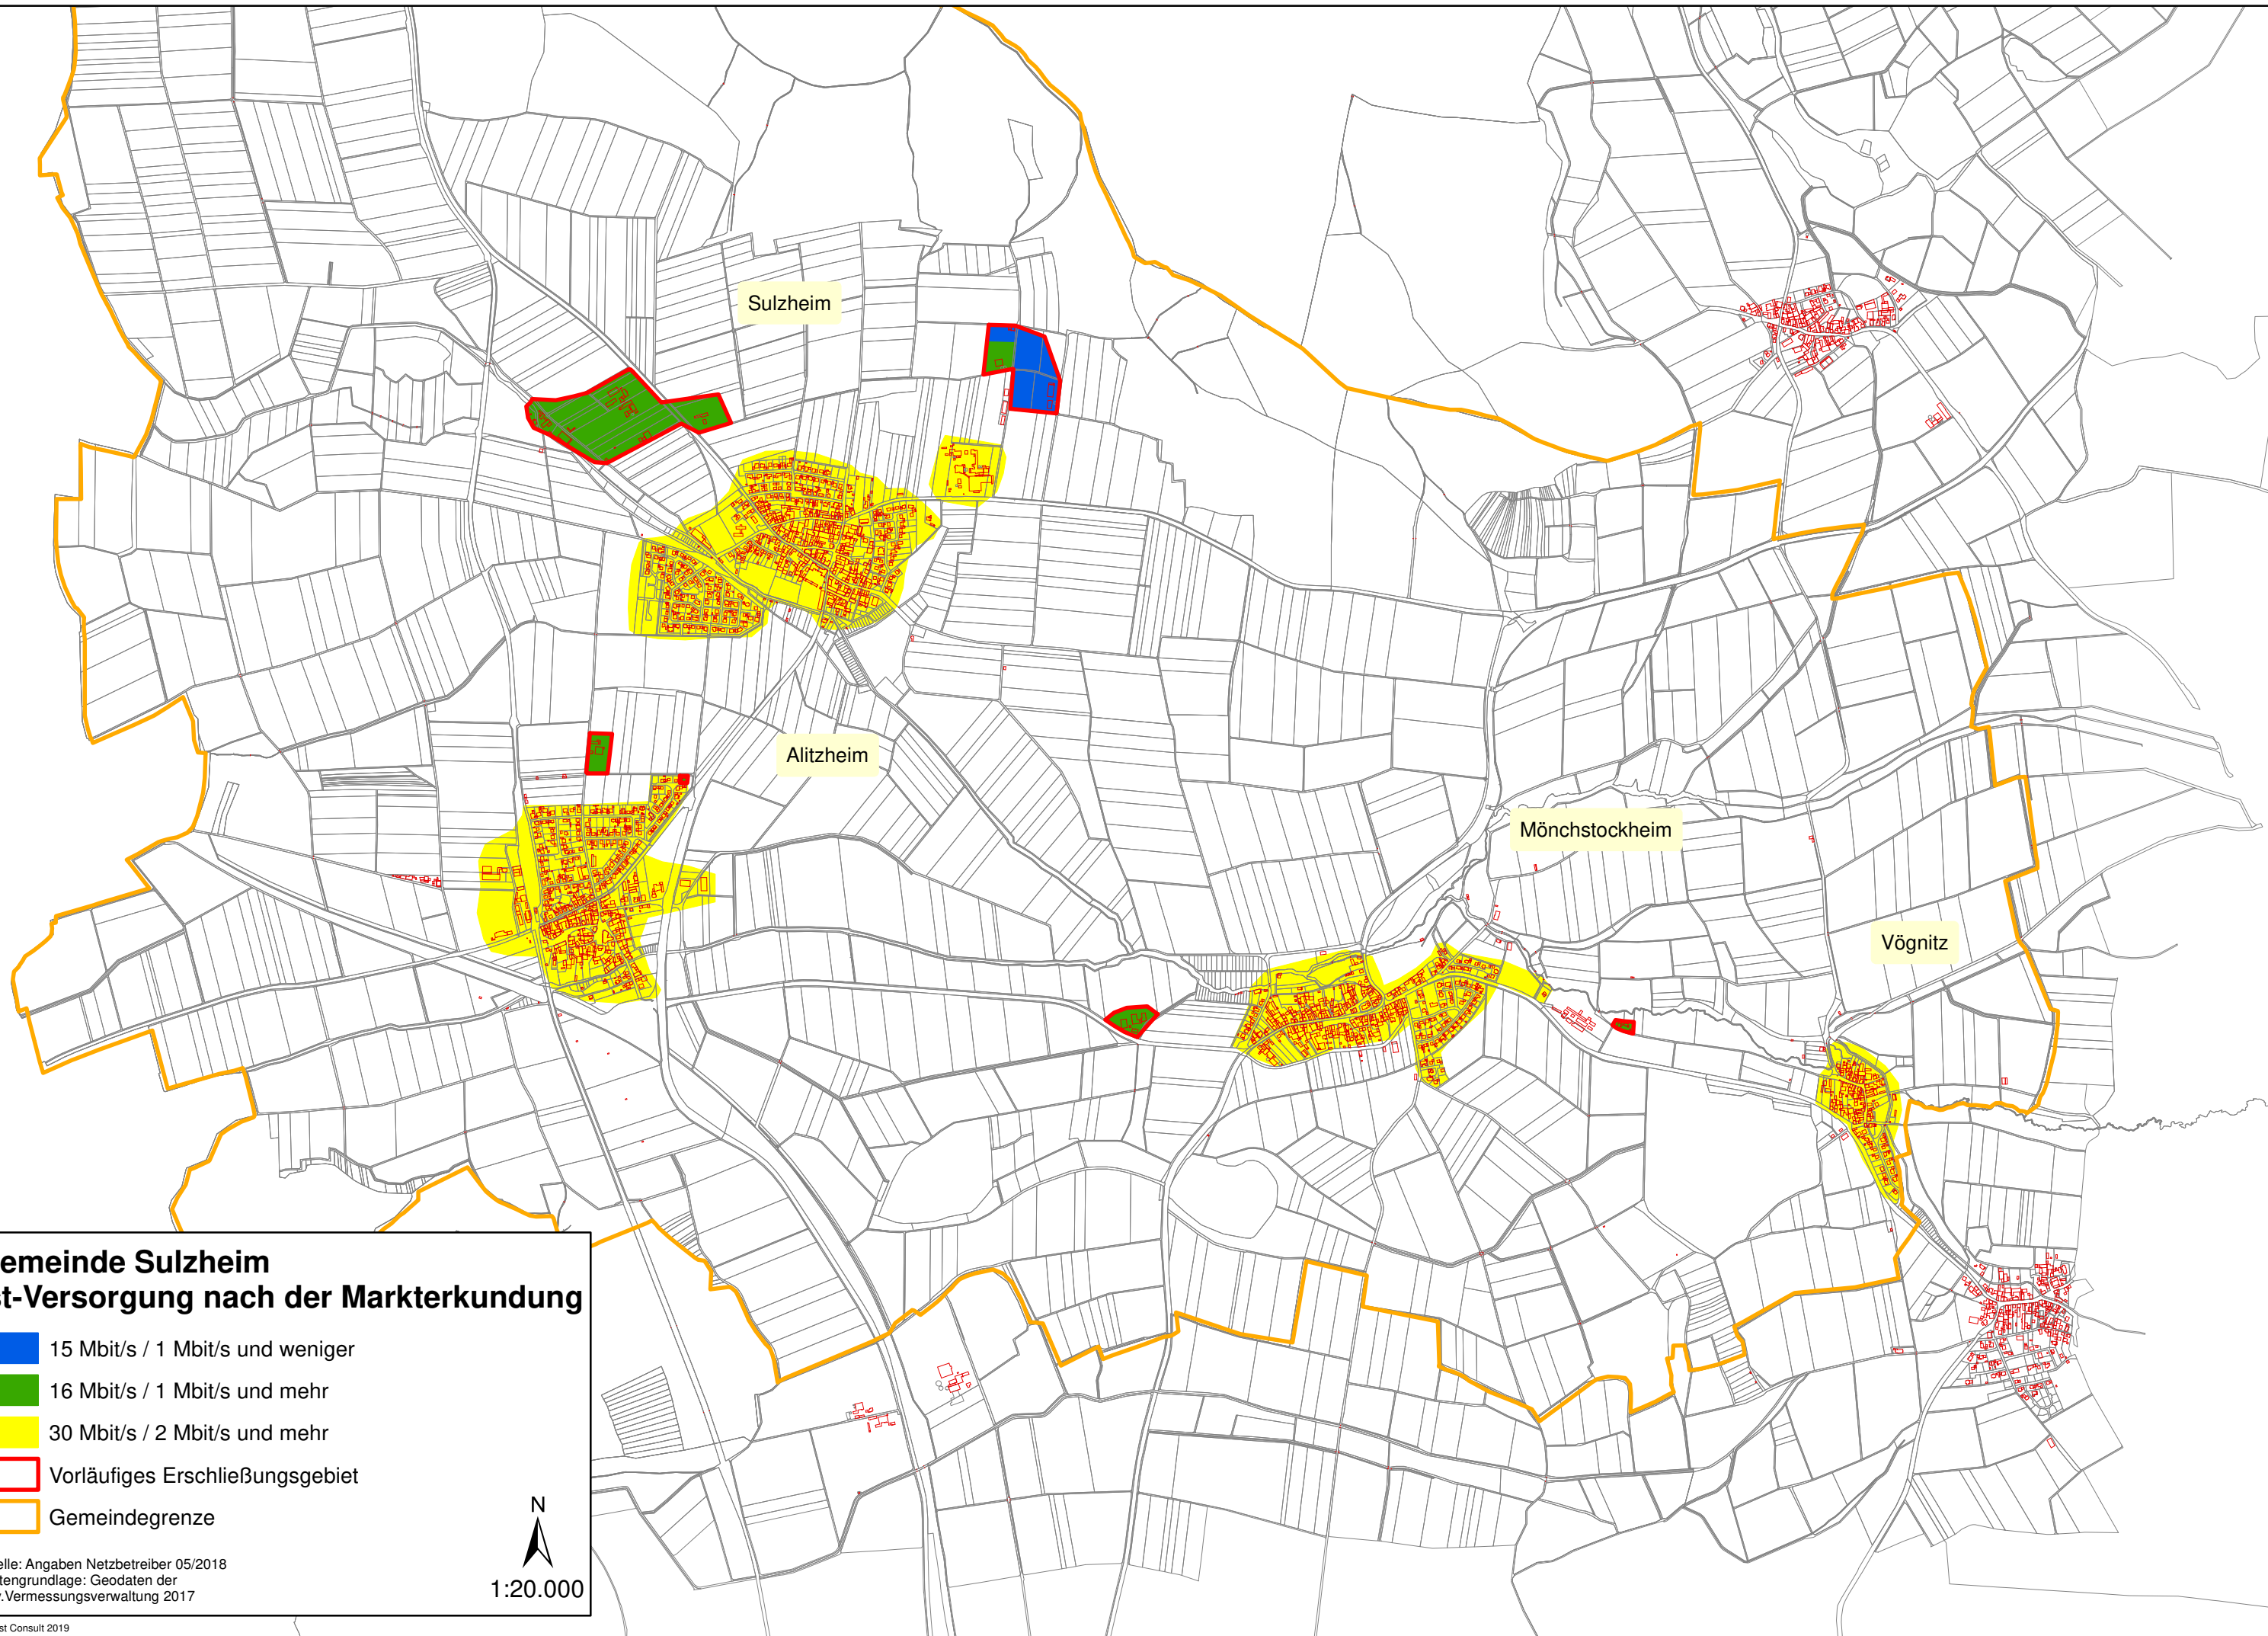 Sulzheim
Alitzheim
Mönchstockheim
Vögnitz
emeinde Sulzheim
t-Versorgung nach der Markterkundung
15 Mbit/s / 1 Mbit/s und weniger
16 Mbit/s / 1 Mbit/s und mehr
30 Mbit/s / 2 Mbit/s und mehr
Vorläufiges Erschließungsgebiet
Gemeindegrenze
N
1:20.000
elle: Angaben Netzbetreiber 05/2018
tengrundlage: Geodaten der
.Vermessungsverwaltung 2017
st Consult 2019